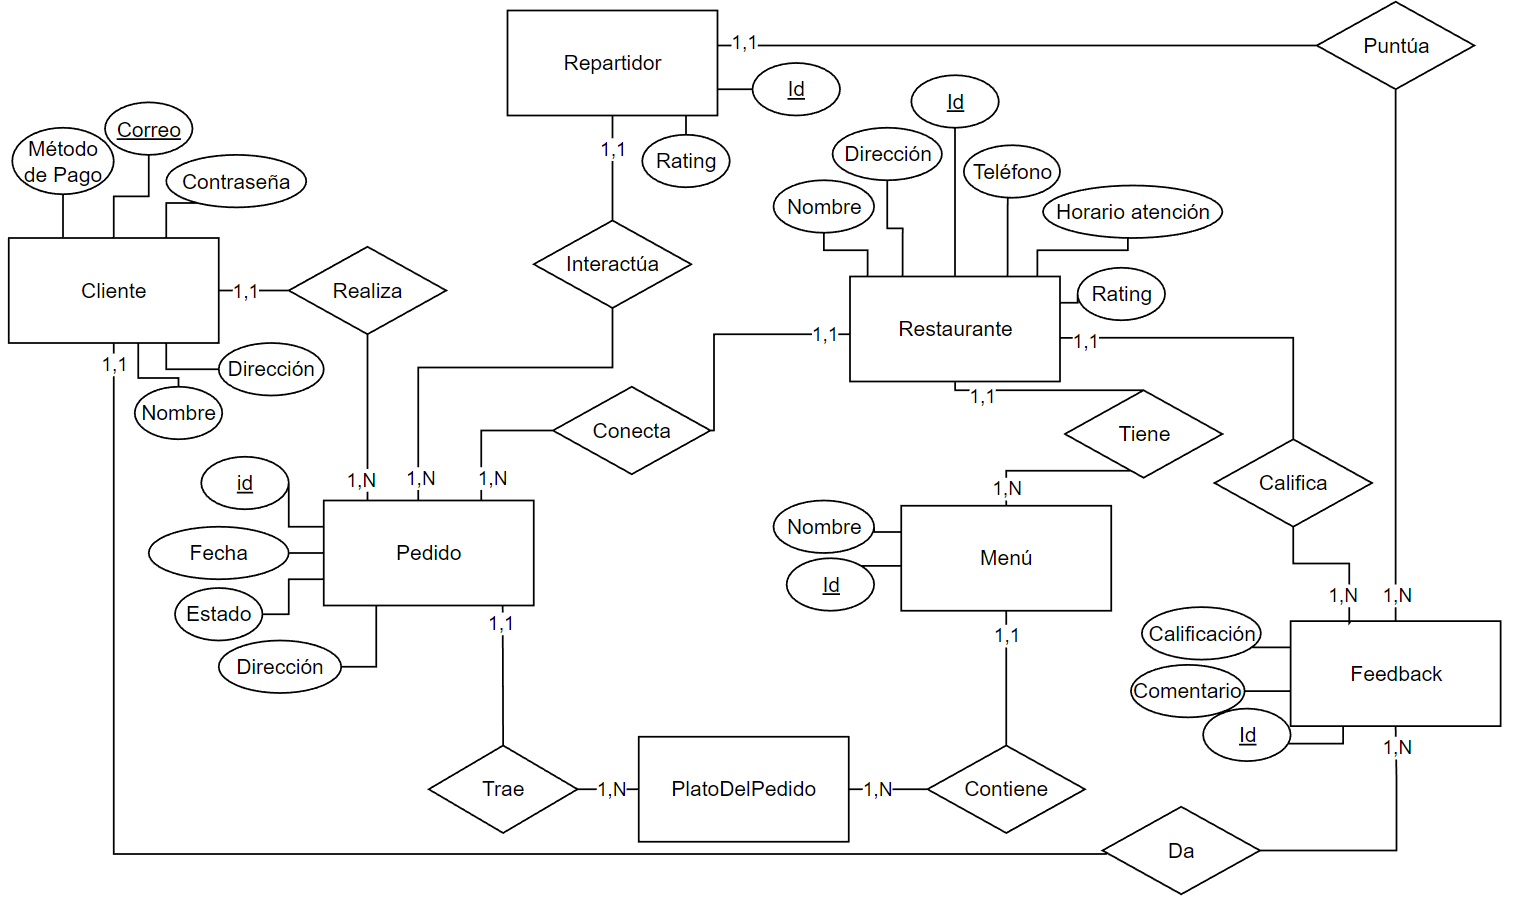 Repartidor
1,1
Puntúa
Id
Id
Correo
Método
de Pago
Contraseña
1,1
Rating
Dirección
Teléfono
Nombre
Horario atención
Interactúa
Cliente
1,1
Realiza
Rating
Restaurante
1,1
1,1
1,1
Dirección
Nombre
1,1
Conecta
Tiene
id
1,N
1,N
1,N
1,N
Califica
Nombre
Fecha
Pedido
Menú
Id
1,N
1,N
Estado
1,1
1,1
Calificación
Dirección
Feedback
Comentario
Id
1,N
Trae
1,N
PlatoDelPedido
1,N
Contiene
Da